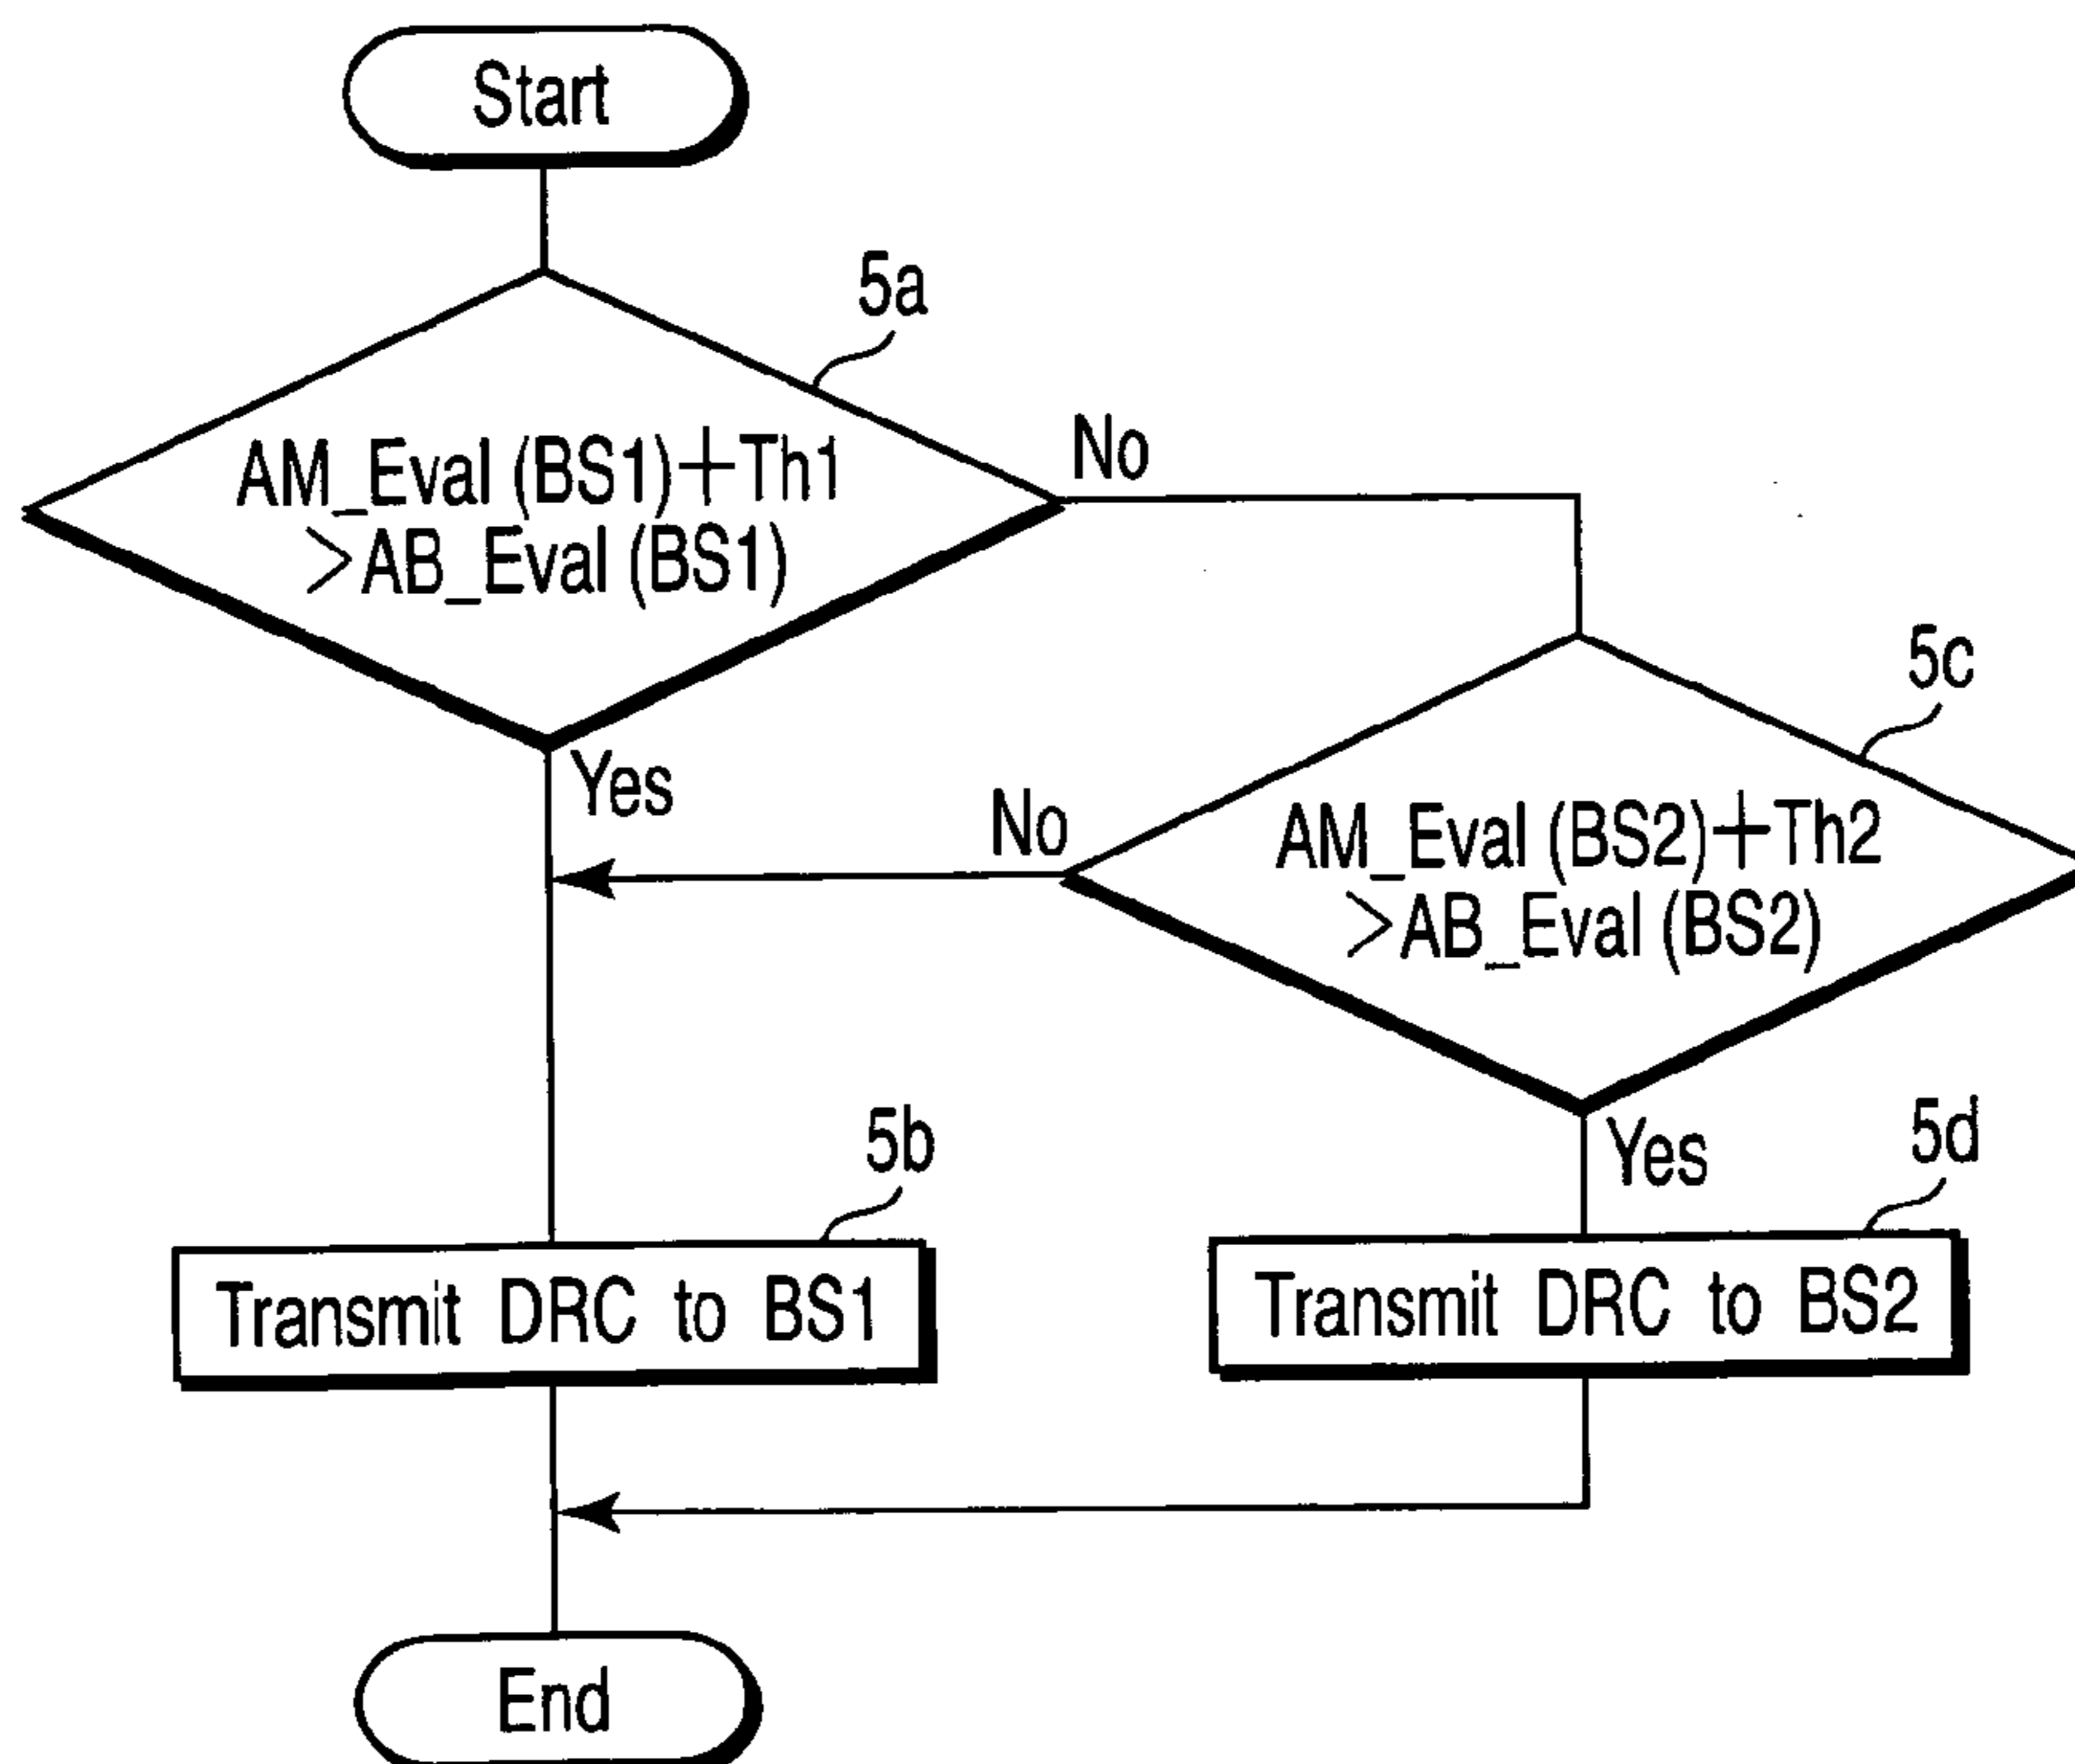 Start
5a
AM_Eval (BS1)+Th1
>AB_Eval (BS1)
No
Yes
5c
No
AM_Eval (BS2)+Th2
>AB_Eval (BS2)
Yes
5b
Transmit DRC to BS1
5d
Transmit DRC to BS2
End